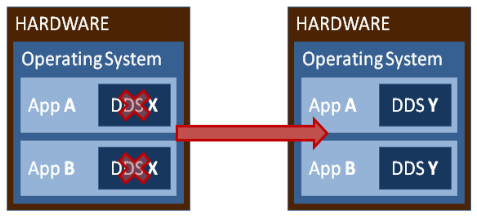 HARDWARE
Operating System
App A DDS X
App B DDS X
HARDWARE
Operating System
App A DDS Y
App B DDS Y